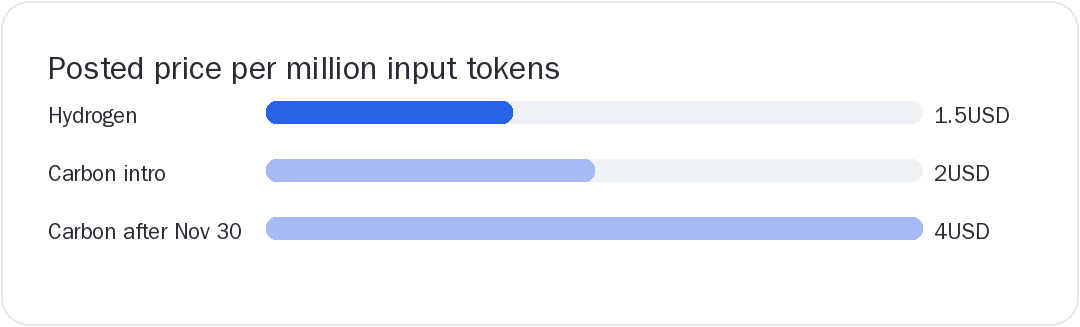 Posted price per million input tokens
Hydrogen 1.5USD
Carbon intro 2USD
Carbon after Nov 30 4USD